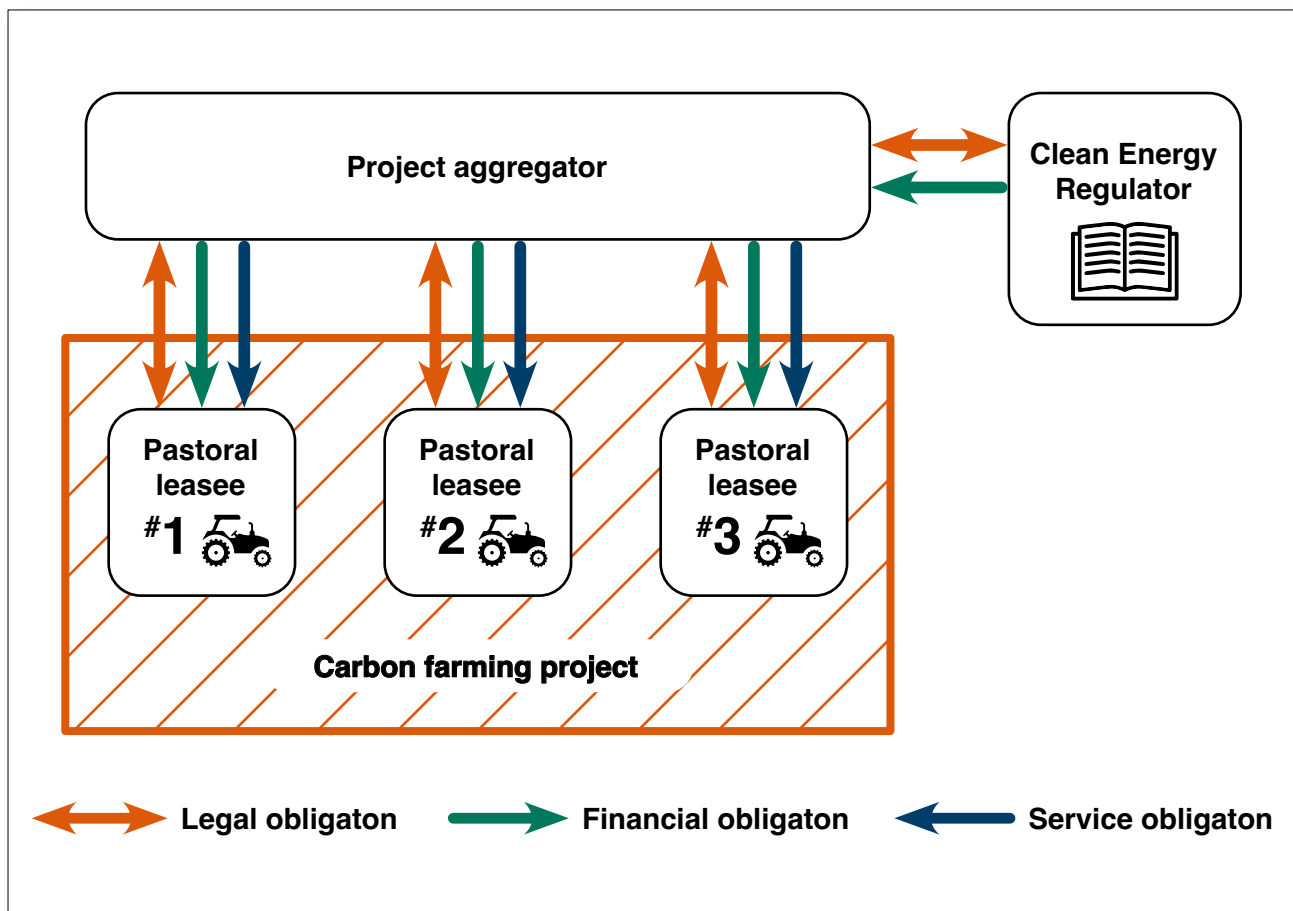 Project aggregator
Clean Energy
Regulator
Pastoral
leasee
#1
Pastoral
leasee
#2
Pastoral
leasee
#3
Carbon farming project
Legal obligaton
Financial obligaton
Service obligaton